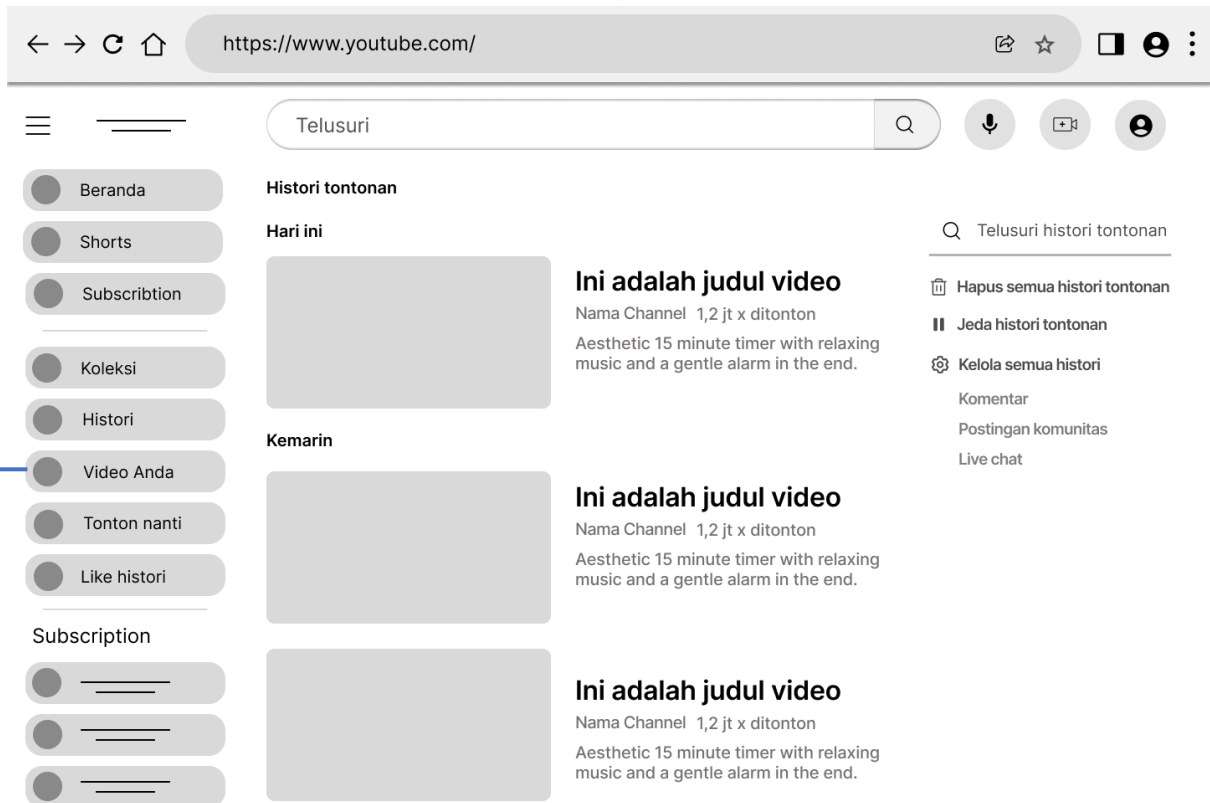 https://www.youtube.com/
Telusuri
Beranda
Shorts
Subscribtion
Koleksi
Histori
Video Anda
Tonton nanti
Like histori
Subscription
Histori tontonan
Hari ini
Ini adalah judul video
Nama Channel 1,2 jt x ditonton
Aesthetic 15 minute timer with relaxing
music and a gentle alarm in the end.
Kemarin
Ini adalah judul video
Nama Channel 1,2 jt x ditonton
Aesthetic 15 minute timer with relaxing
music and a gentle alarm in the end.
Ini adalah judul video
Nama Channel 1,2 jt x ditonton
Aesthetic 15 minute timer with relaxing
music and a gentle alarm in the end.
Telusuri histori tontonan
Hapus semua histori tontonan
Jeda histori tontonan
Kelola semua histori
Komentar
Postingan komunitas
Live chat